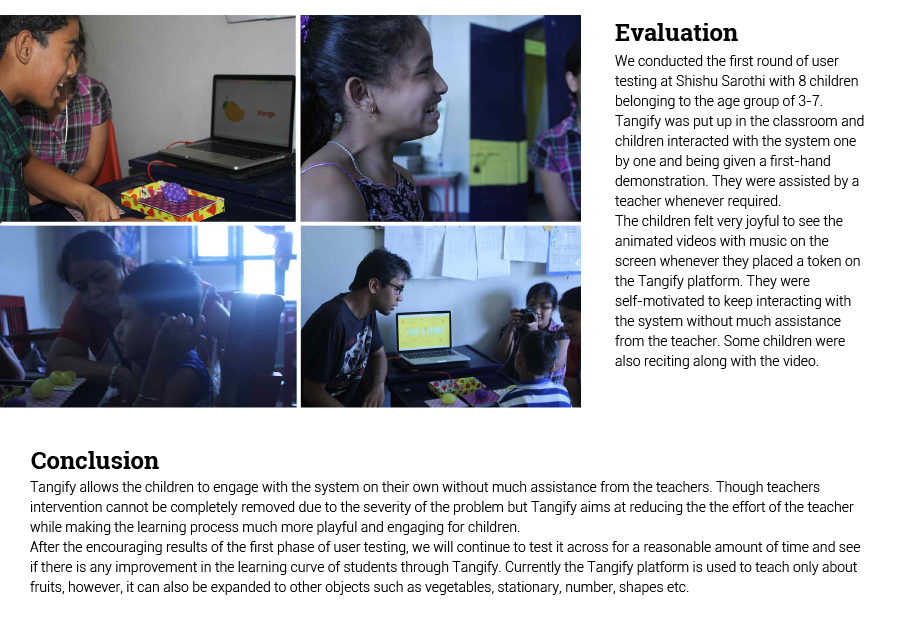 Mango
Evaluation
We conducted the first round of user
testing at Shishu Sarothi with 8 children
belonging to the age group of 3-7.
Tangify was put up in the classroom and
children interacted with the system one
by one and being given a first-hand
demonstration. They were assisted by a
teacher whenever required.
The children felt very joyful to see the
animated videos with music on the
screen whenever they placed a token on
the Tangify platform. They were
self-motivated to keep interacting with
the system without much assistance
from the teacher. Some children were
also reciting along with the video.
Conclusion
Tangify allows the children to engage with the system on their own without much assistance from the teachers. Though teachers
intervention cannot be completely removed due to the severity of the problem but Tangify aims at reducing the the effort of the teacher
while making the learning process much more playful and engaging for children.
After the encouraging results of the first phase of user testing, we will continue to test it across for a reasonable amount of time and see
if there is any improvement in the learning curve of students through Tangify. Currently the Tangify platform is used to teach only about
fruits, however, it can also be expanded to other objects such as vegetables, stationary, number, shapes etc.